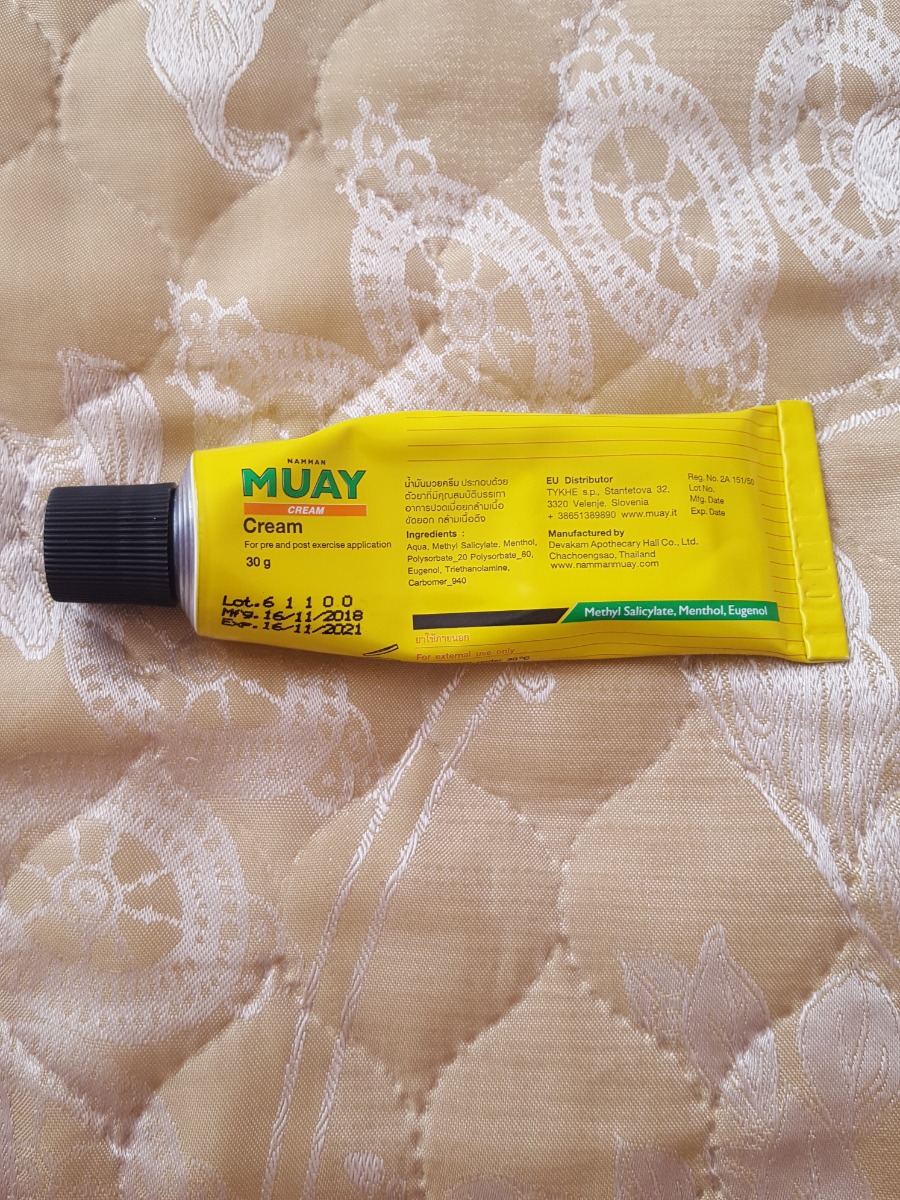 NAMMAN
MUAY
CREAM
Cream
For pre and post exercise application
30 g
Lot.61100
Mfg.16/11/2018
Exp.16/11/2021
น้ำมันมวยครีม ประกอบด้วย
ตัวยาที่มีคุณสมบัติบรรเทา
อาการปวดเมื่อยกล้ามเนื้อ
ขัดยอก กล้ามเนื้อตึง
Ingredients :
Aqua, Methyl Salicylate, Menthol,
Polysorbate_20 Polysorbate_80,
Eugenol, Triethanolamine,
Carbomer_940
EU Distributor
TYKHE s.p., Stantetova 32,
3320 Velenje, Slovenia
+ 38651389890 www.muay.it
Manufactured by
Devakam Apothecary Hall Co., Ltd.
Chachoengsao, Thailand
www.nammanmuay.com
Reg. No. 2A 151/50
Lot No.
Mfg. Date
Exp. Date
Methyl Salicylate, Menthol, Eugenol
ยาใช้ภายนอก
For external use only